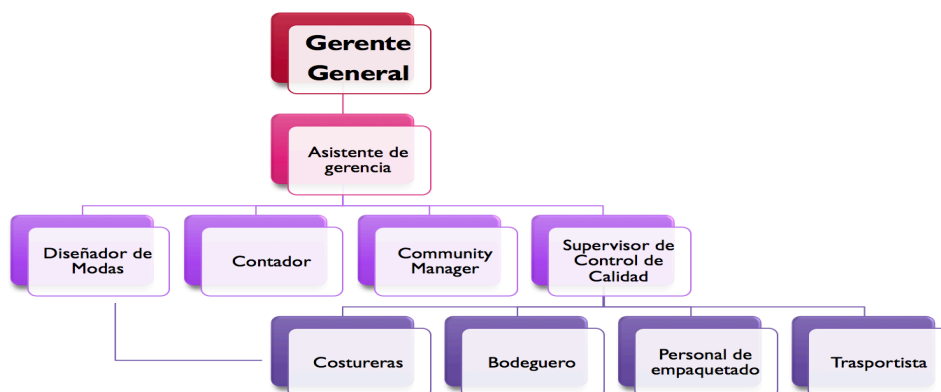 Gerente
General
Asistente de
gerencia
Diseñador de
Modas
Contador
Community
Manager
Supervisor de
Control de
Calidad
Costureras
Bodeguero
Personal de
empaquetado
Trasportista